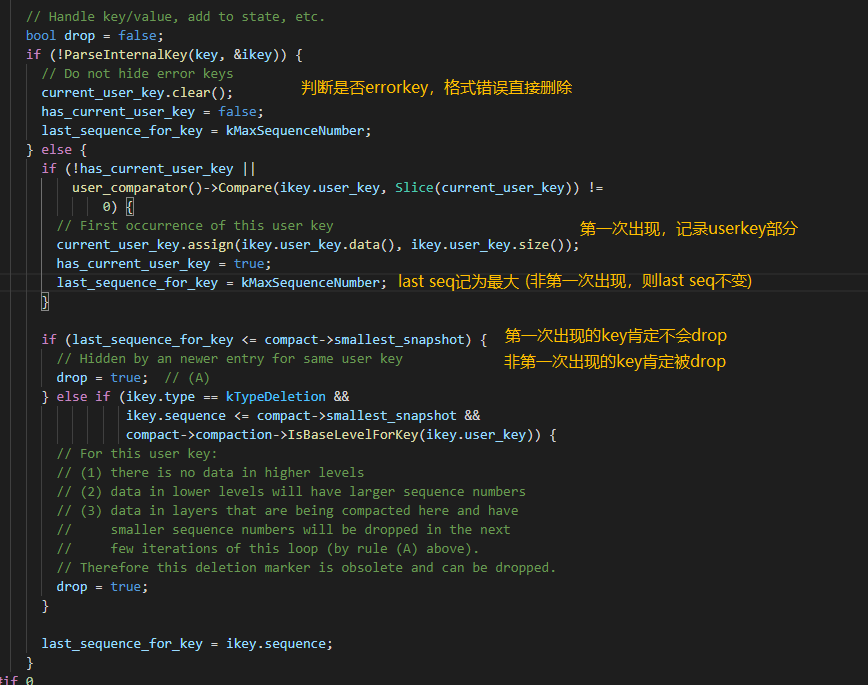 // Handle key/value, add to state, etc.
bool drop = false;
if (!ParseInternalKey(key, &ikey)) {
// Do not hide error keys
current_user_key.clear(); 判断是否errorkey，格式错误直接删除
has_current_user_key = false;
last_sequence_for_key = kMaxSequenceNumber;
} else {
if (!has_current_user_key ||
user_comparator()->Compare(ikey.user_key, Slice(current_user_key)) !=
0) {
// First occurrence of this user key 第一次出现，记录userkey部分
current_user_key.assign(ikey.user_key.data(), ikey.user_key.size());
has_current_user_key = true;
last_sequence_for_key = kMaxSequenceNumber; last seq记为最大 (非第一次出现，则last seq不变)
}
if (last_sequence_for_key <= compact->smallest_snapshot) { 第一次出现的key肯定不会drop
// Hidden by an newer entry for same user key 非第一次出现的key肯定被drop
drop = true; // (A)
} else if (ikey.type == kTypeDeletion &&
ikey.sequence <= compact->smallest_snapshot &&
compact->compaction->IsBaseLevelForKey(ikey.user_key)) {
// For this user key:
// (1) there is no data in higher levels
// (2) data in lower levels will have larger sequence numbers
// (3) data in layers that are being compacted here and have
// smaller sequence numbers will be dropped in the next
// few iterations of this loop (by rule (A) above).
// Therefore this deletion marker is obsolete and can be dropped.
drop = true;
}
last_sequence_for_key = ikey.sequence;
}
#if 0